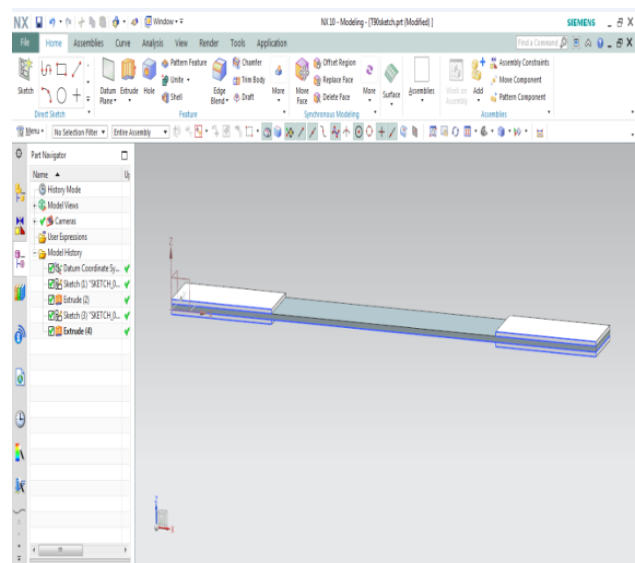 NX Window NX 10 - Modeling - [T90sketch.prt (Modified) ] SIEMENS
File Home Assemblies Curve Analysis View Render Tools Application Find a Command
Sketch Datum Plane Extrude Hole Pattern Feature Unite Shell Edge Blend Chamfer Trim Body Draft More Move Face Offset Region Replace Face Delete Face More Surface Assemblies Work on Assembly Add Assembly Constraints Move Component Pattern Component
Direct Sketch Feature Synchronous Modeling Assemblies
Menu No Selection Filter Entire Assembly
Part Navigator
Name
History Mode
Model Views
Cameras
User Expressions
Model History
Datum Coordinate Sy...
Sketch (1) "SKETCH_0...
Extrude (2)
Sketch (3) "SKETCH_0...
Extrude (4)
Z
X